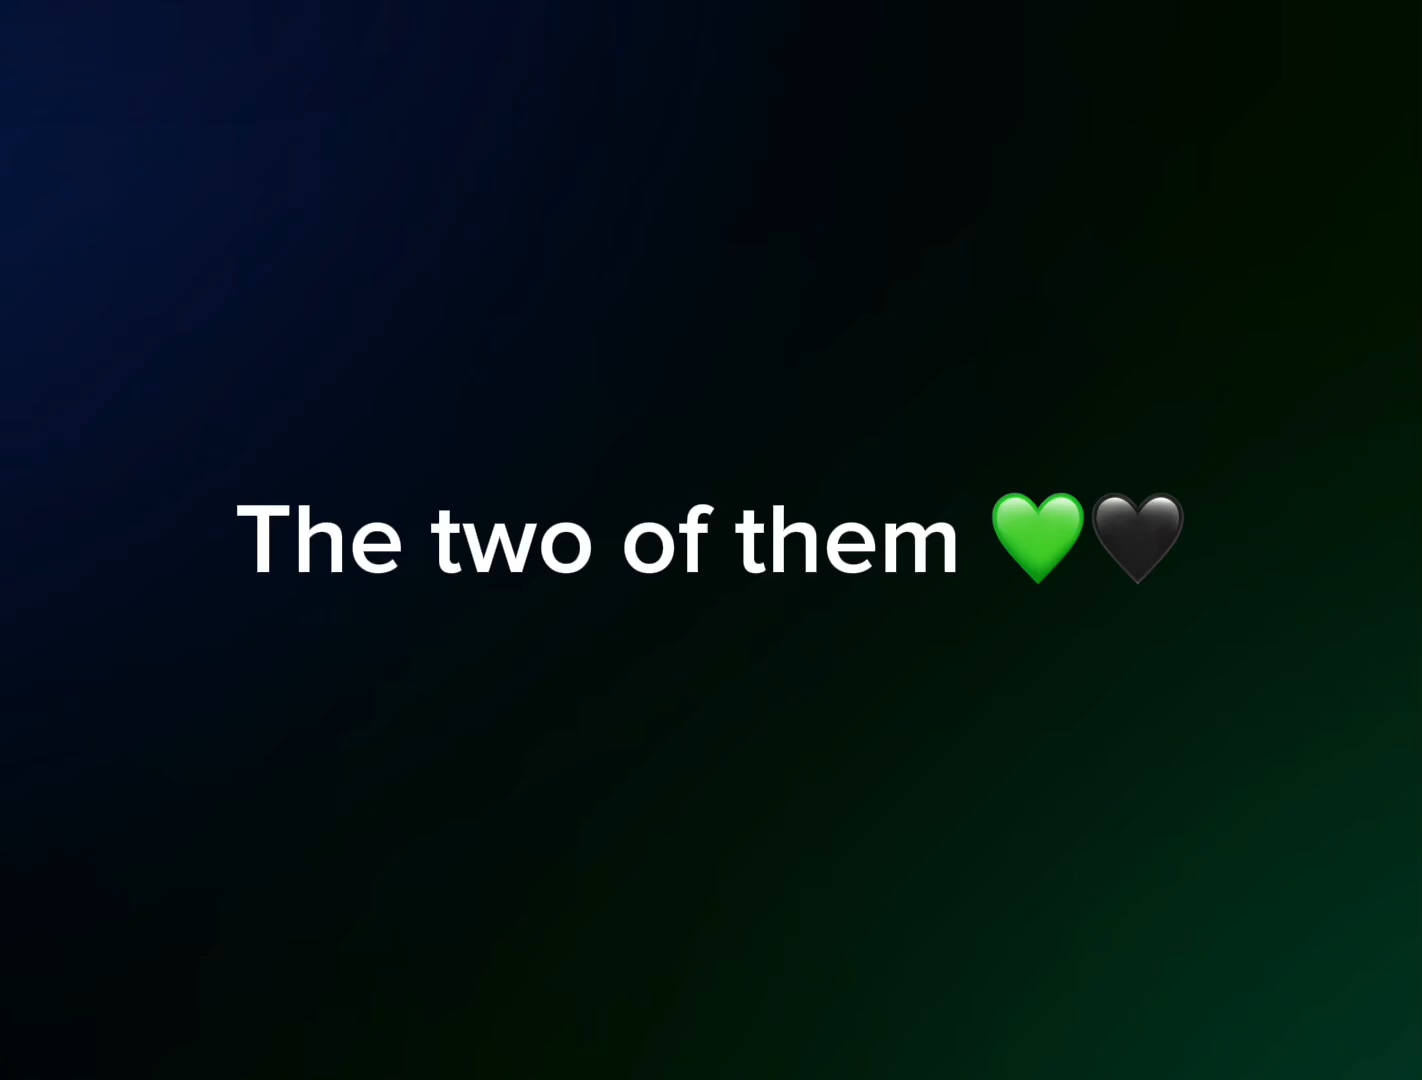 The two of them 💚🖤